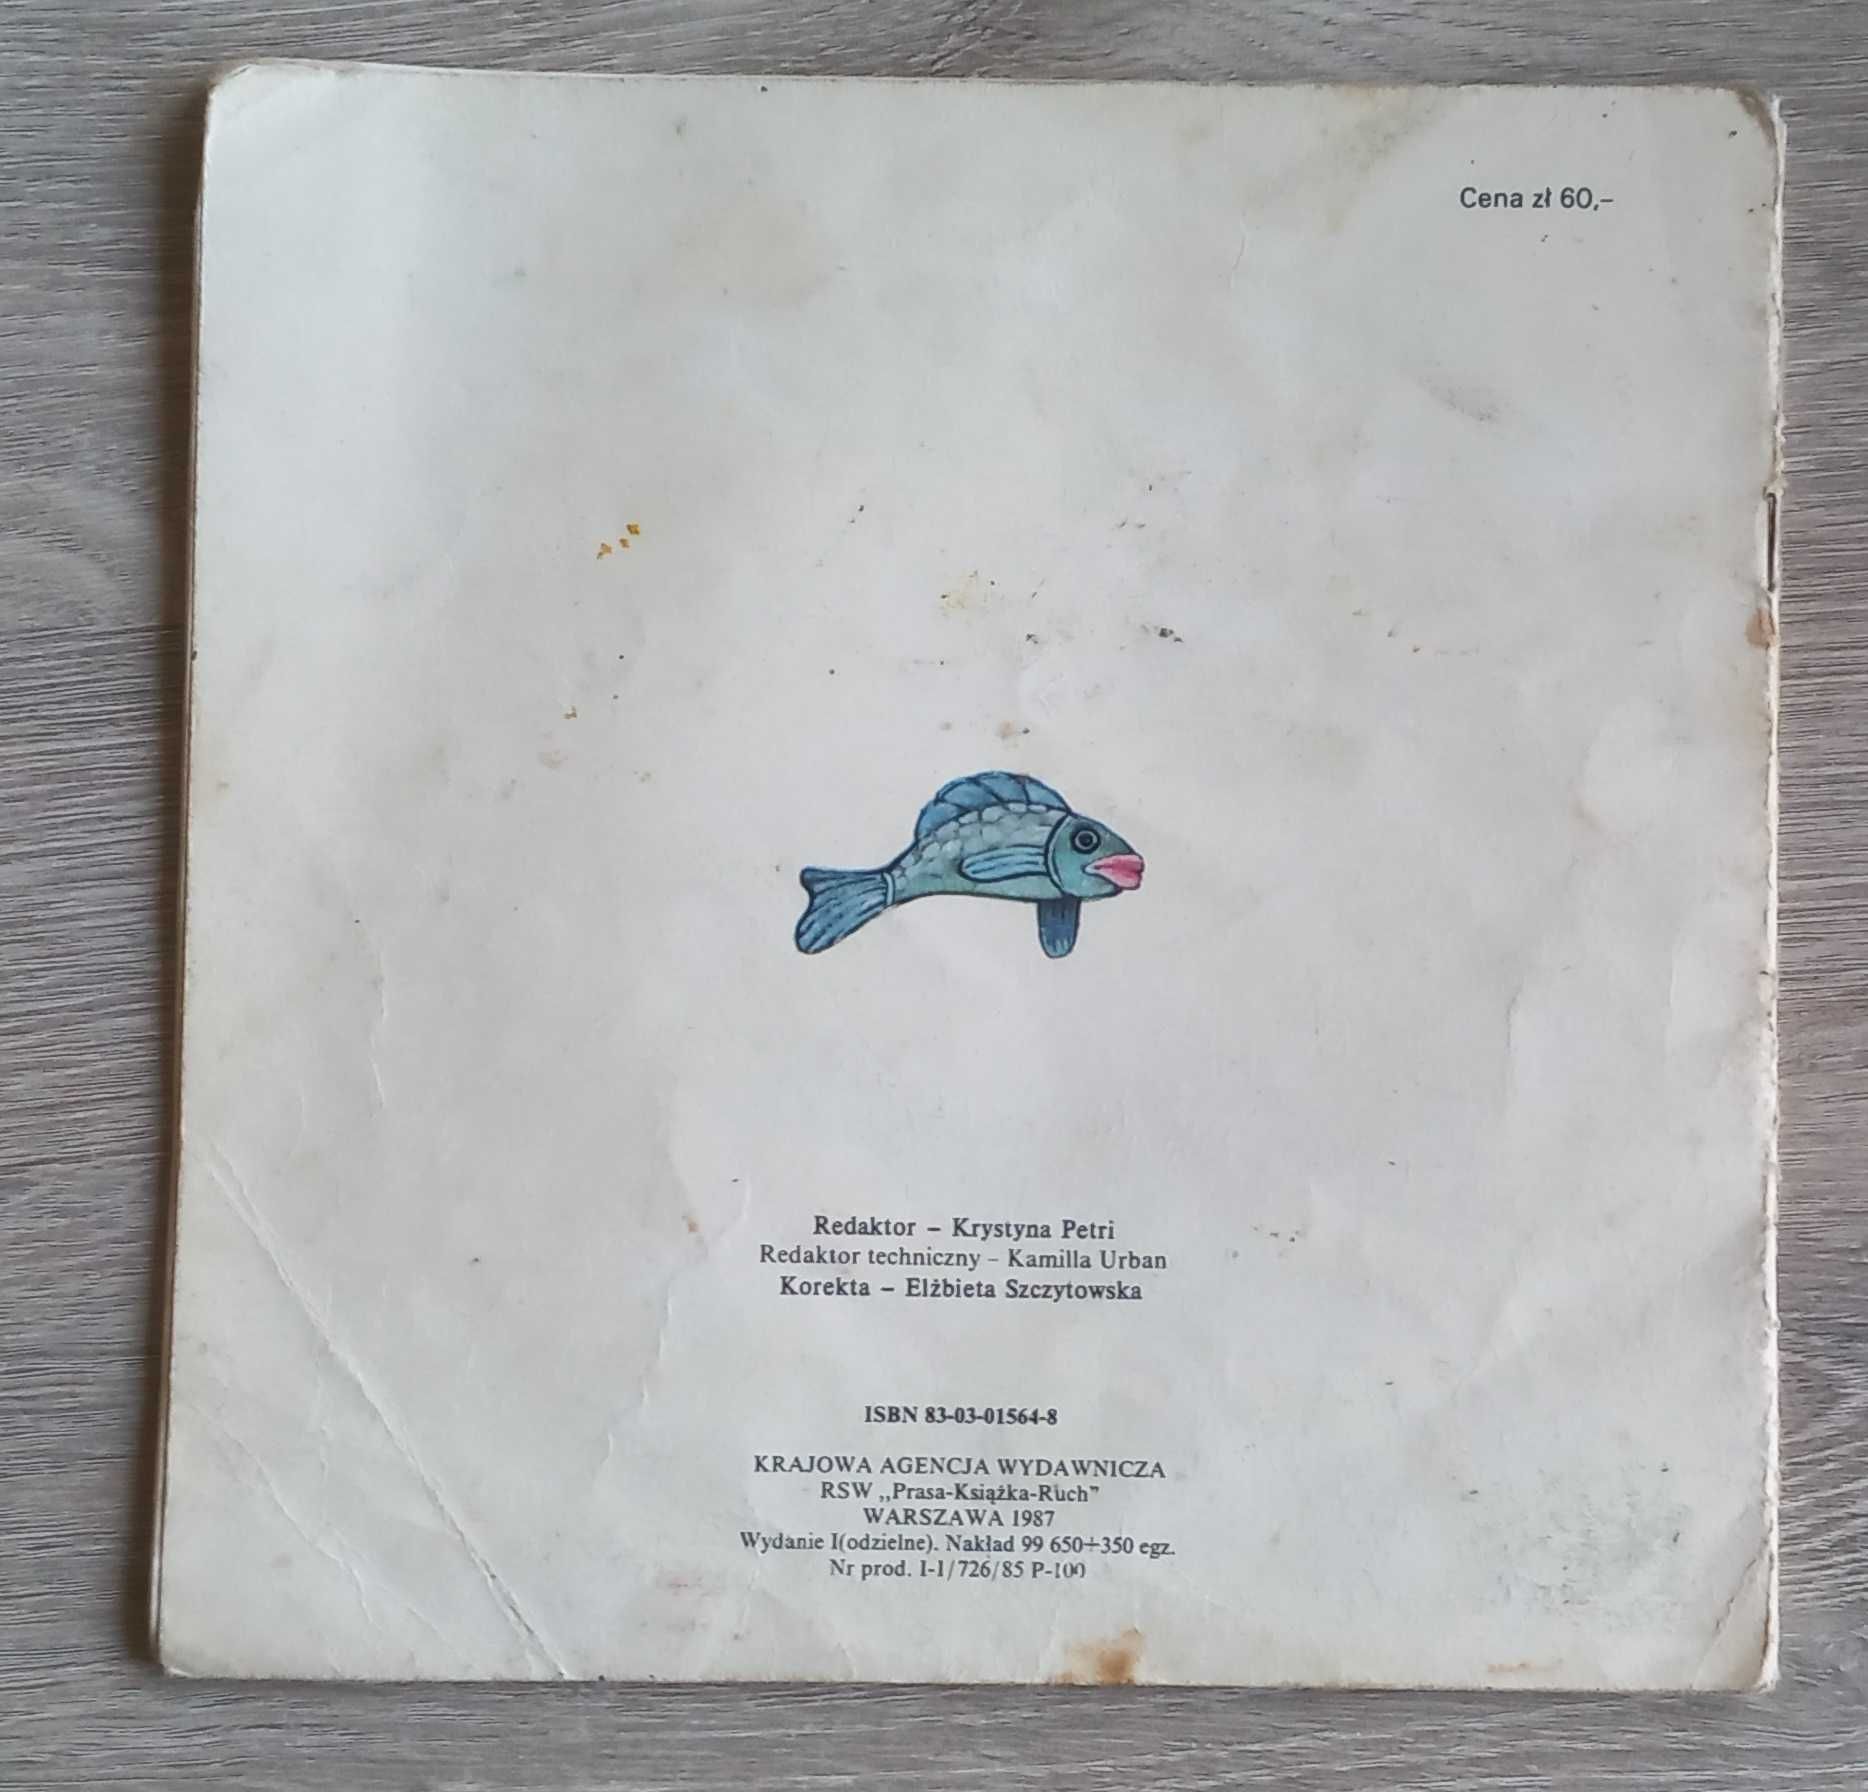 Cena zł 60,–
Redaktor – Krystyna Petri
Redaktor techniczny – Kamilla Urban
Korekta – Elżbieta Szczytowska
ISBN 83-03-01564-8
KRAJOWA AGENCJA WYDAWNICZA
RSW „Prasa-Książka-Ruch”
WARSZAWA 1987
Wydanie I(odzielne). Nakład 99 650+350 egz.
Nr prod. I-1/726/85 P-100